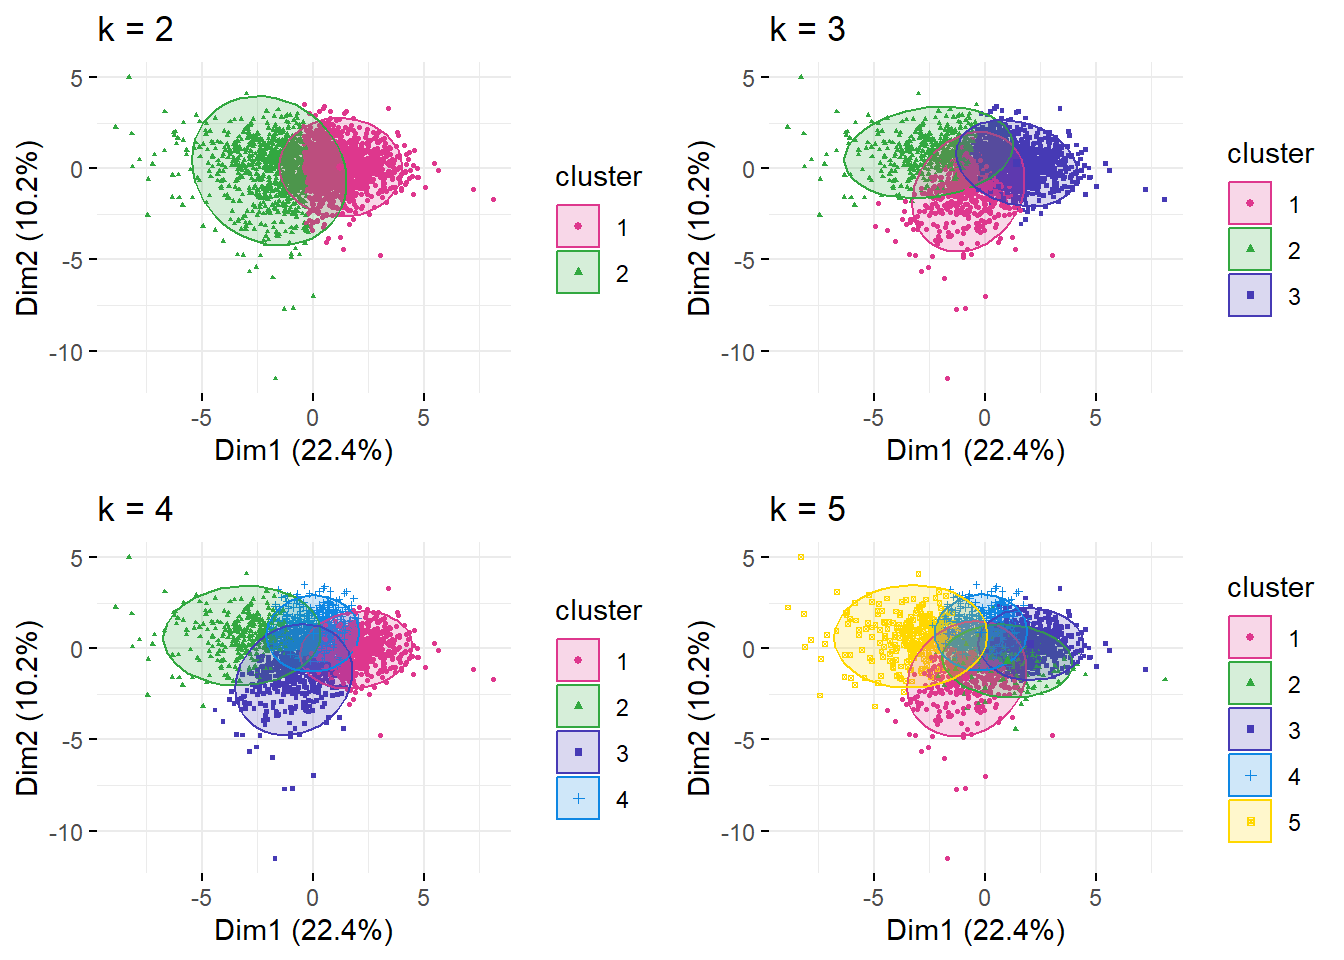 k = 2
5
0
-5
-10
Dim2 (10.2%)
-5 0 5
Dim1 (22.4%)
cluster
1
2
k = 3
5
0
-5
-10
Dim2 (10.2%)
-5 0 5
Dim1 (22.4%)
cluster
1
2
3
k = 4
5
0
-5
-10
Dim2 (10.2%)
-5 0 5
Dim1 (22.4%)
cluster
1
2
3
4
k = 5
5
0
-5
-10
Dim2 (10.2%)
-5 0 5
Dim1 (22.4%)
cluster
1
2
3
4
5